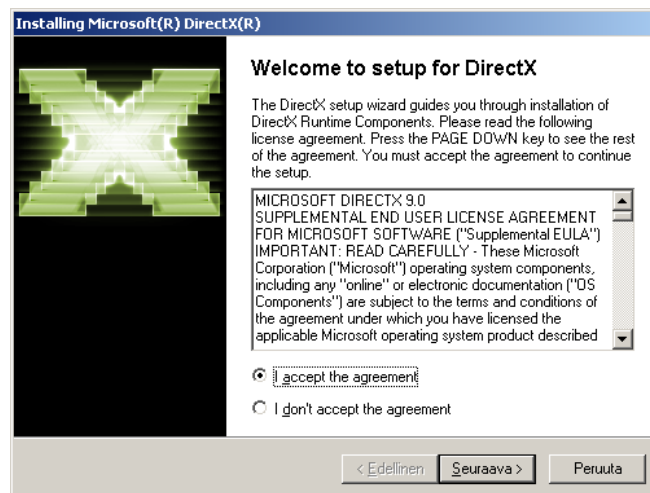 Installing Microsoft(R) DirectX(R)
Welcome to setup for DirectX
The DirectX setup wizard guides you through installation of
DirectX Runtime Components. Please read the following
license agreement. Press the PAGE DOWN key to see the rest
of the agreement. You must accept the agreement to continue
the setup.
MICROSOFT DIRECTX 9.0
SUPPLEMENTAL END USER LICENSE AGREEMENT
FOR MICROSOFT SOFTWARE ("Supplemental EULA")
IMPORTANT: READ CAREFULLY - These Microsoft
Corporation ("Microsoft") operating system components,
including any "online" or electronic documentation ("OS
Components") are subject to the terms and conditions of
the agreement under which you have licensed the
applicable Microsoft operating system product described
I accept the agreement
I don't accept the agreement
< Edellinen
Seuraava >
Peruuta